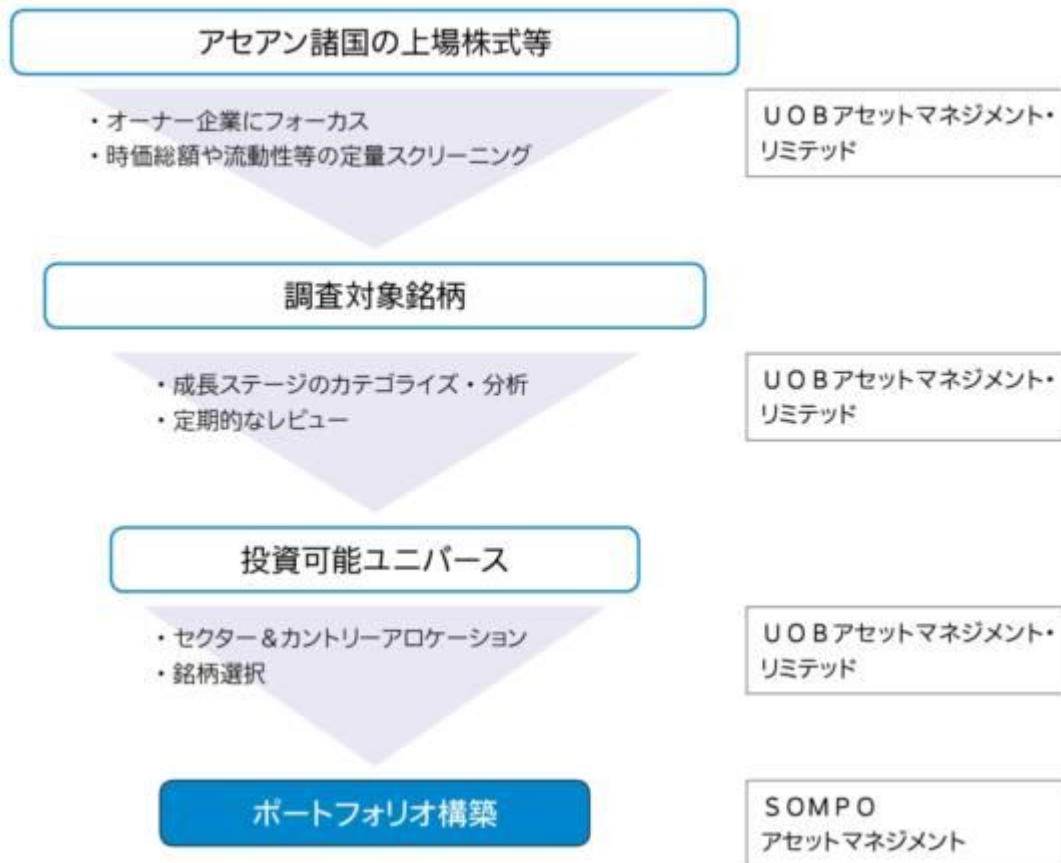 アセアン諸国の上場株式等
・オーナー企業にフォーカス
・時価総額や流動性等の定量スクリーニング
UOBアセットマネジメント・
リミテッド
調査対象銘柄
・成長ステージのカテゴライズ・分析
・定期的なレビュー
UOBアセットマネジメント・
リミテッド
投資可能ユニバース
・セクター&カントリーアロケーション
・銘柄選択
UOBアセットマネジメント・
リミテッド
ポートフォリオ構築
SOMPO
アセットマネジメント